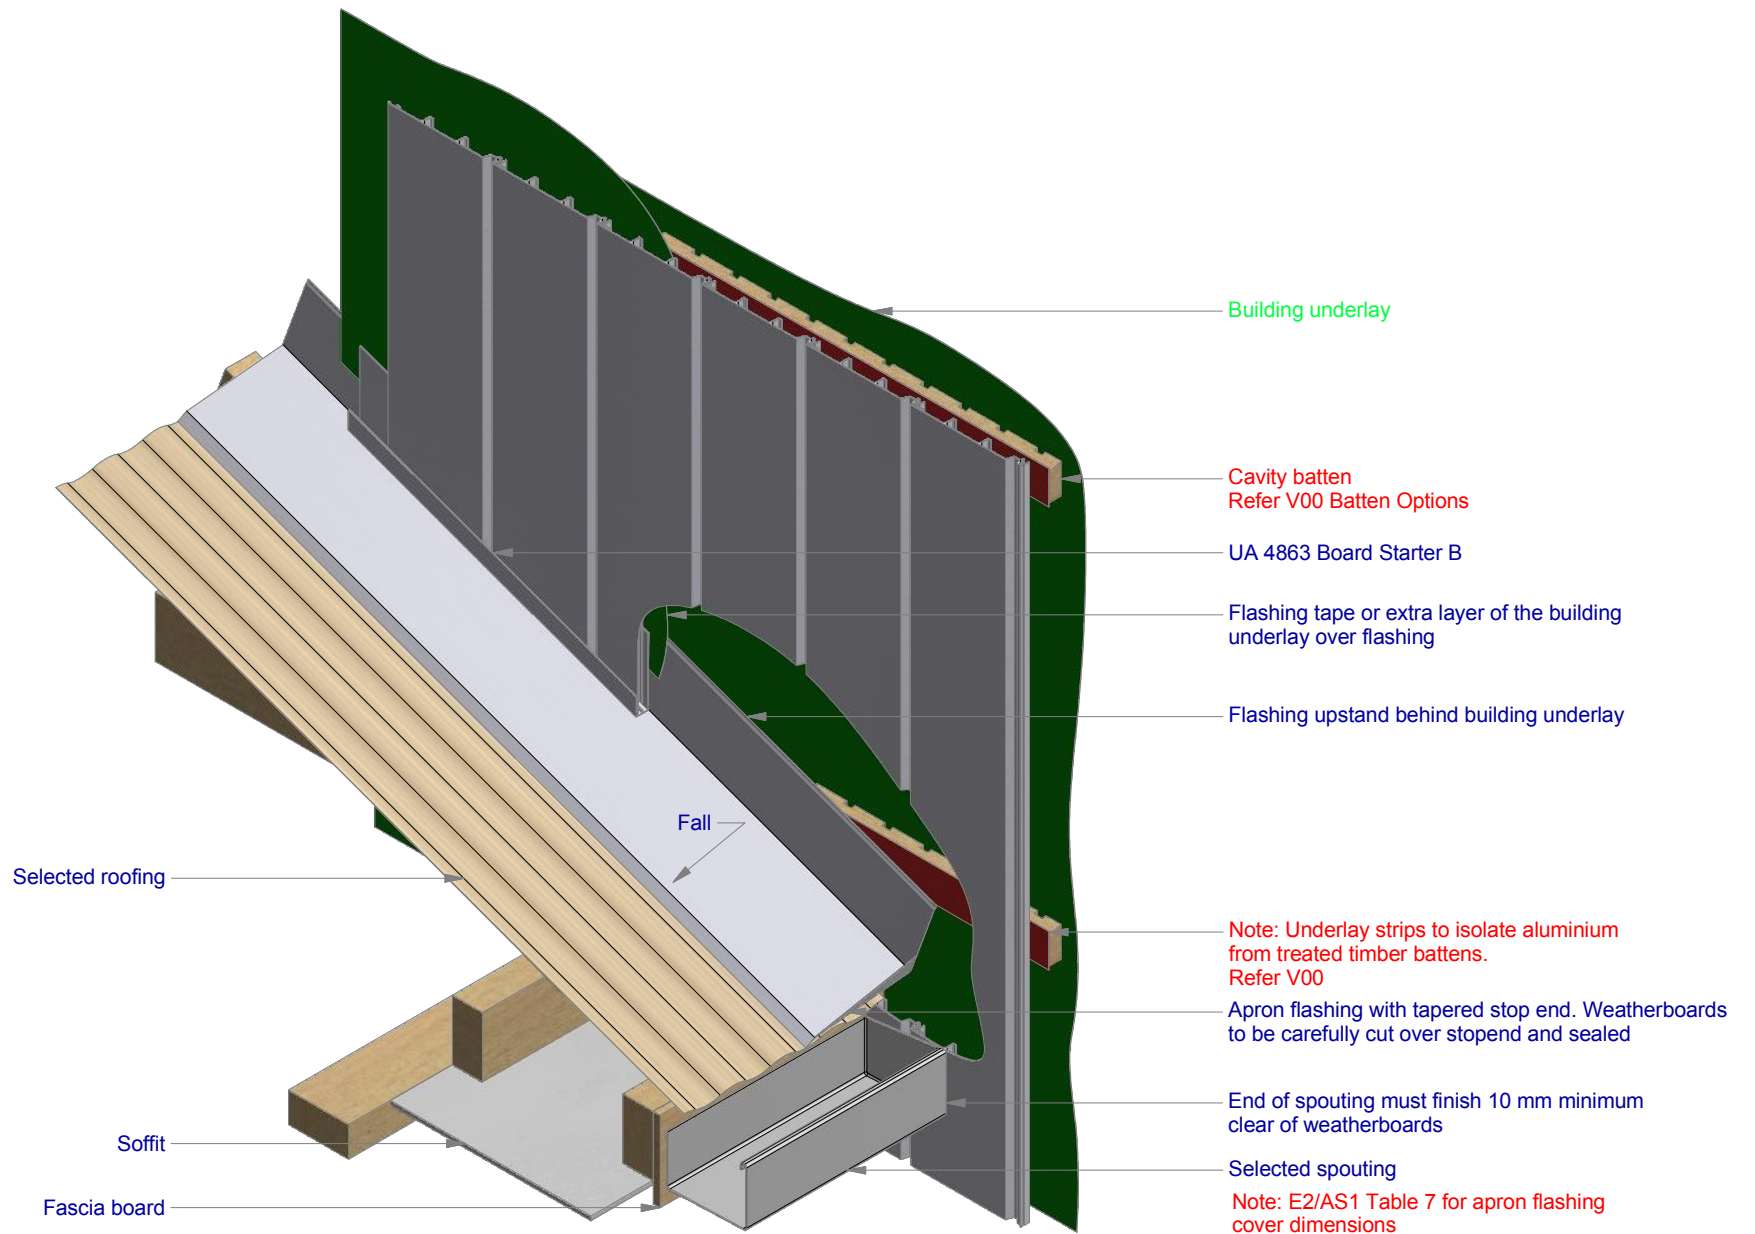 Building underlay
Cavity batten
Refer V00 Batten Options
UA 4863 Board Starter B
Flashing tape or extra layer of the building
underlay over flashing
Flashing upstand behind building underlay
Fall
Selected roofing
Note: Underlay strips to isolate aluminium
from treated timber battens.
Refer V00
Apron flashing with tapered stop end. Weatherboards
to be carefully cut over stopend and sealed
End of spouting must finish 10 mm minimum
clear of weatherboards
Soffit
Selected spouting
Fascia board
Note: E2/AS1 Table 7 for apron flashing
cover dimensions